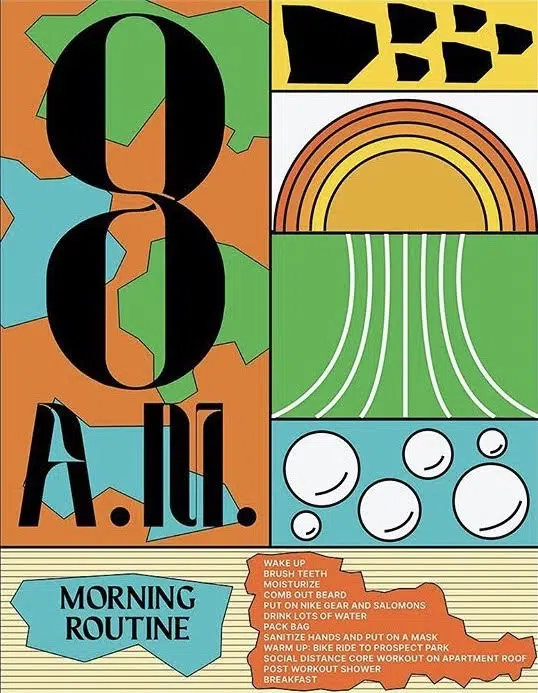 8
A.M.
MORNING
ROUTINE
WAKE UP
BRUSH TEETH
MOISTURIZE
COMB OUT BEARD
PUT ON NIKE GEAR AND SALOMONS
DRINK LOTS OF WATER
PACK BAG
SANITIZE HANDS AND PUT ON A MASK
WARM UP: BIKE RIDE TO PROSPECT PARK
SOCIAL DISTANCE CORE WORKOUT ON APARTMENT ROOF
POST WORKOUT SHOWER
BREAKFAST